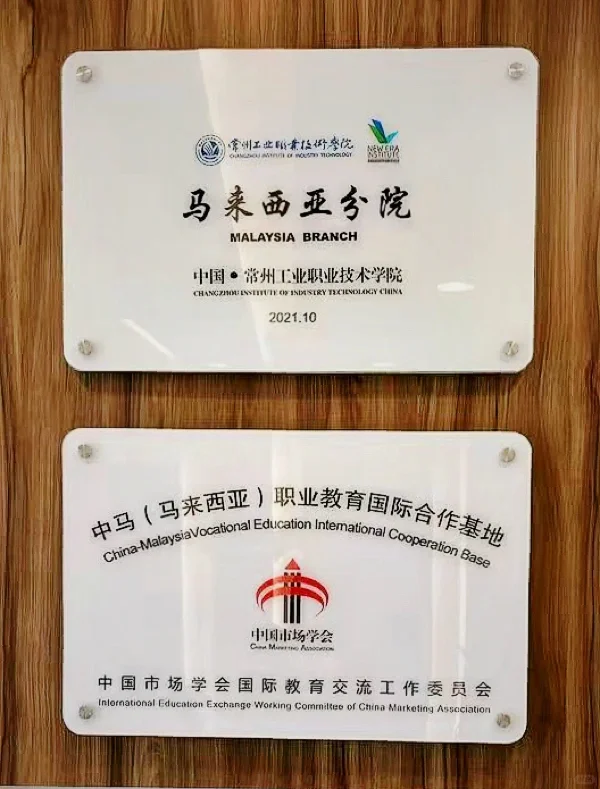 常州工业职业技术学院
CHANGZHOU INSTITUTE OF INDUSTRY TECHNOLOGY
NEW ERA
INSTITUTE
马来西亚分院
MALAYSIA BRANCH
中国·常州工业职业技术学院
CHANGZHOU INSTITUTE OF INDUSTRY TECHNOLOGY CHINA
2021.10
中马（马来西亚）职业教育国际合作基地
China-MalaysiaVocational Education International Cooperation Base
中国市场学会
CHINA MARKETING ASSOCIATION
中国市场学会国际教育交流工作委员会
International Education Exchange Working Committee of China Marketing Association